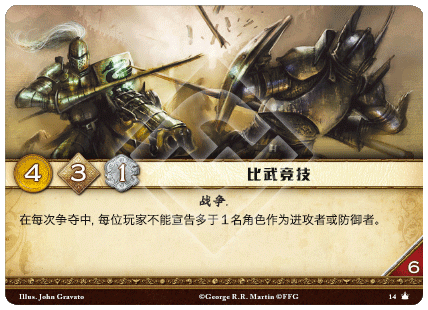 4 3 1 比武竞技
战争.
在每次争夺中, 每位玩家不能宣告多于 1 名角色作为进攻者或防御者。
6
Illus. John Gravato ©George R.R. Martin ©FFG 14